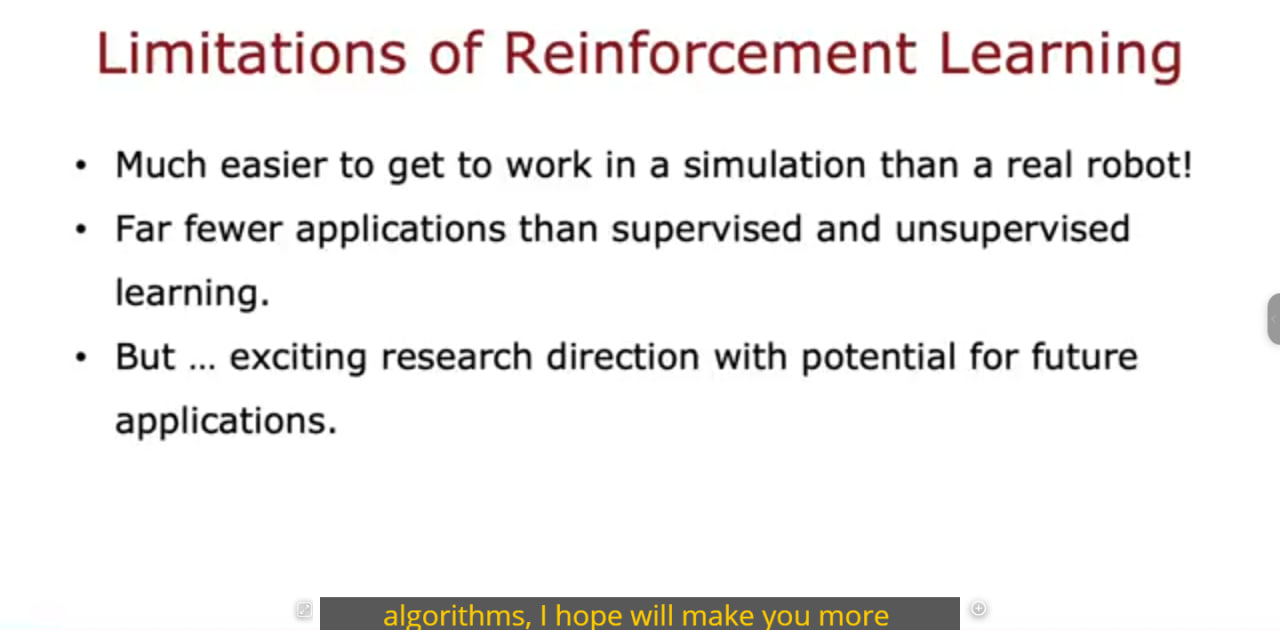 Limitations of Reinforcement Learning
• Much easier to get to work in a simulation than a real robot!
• Far fewer applications than supervised and unsupervised
learning.
• But ... exciting research direction with potential for future
applications.
algorithms, I hope will make you more